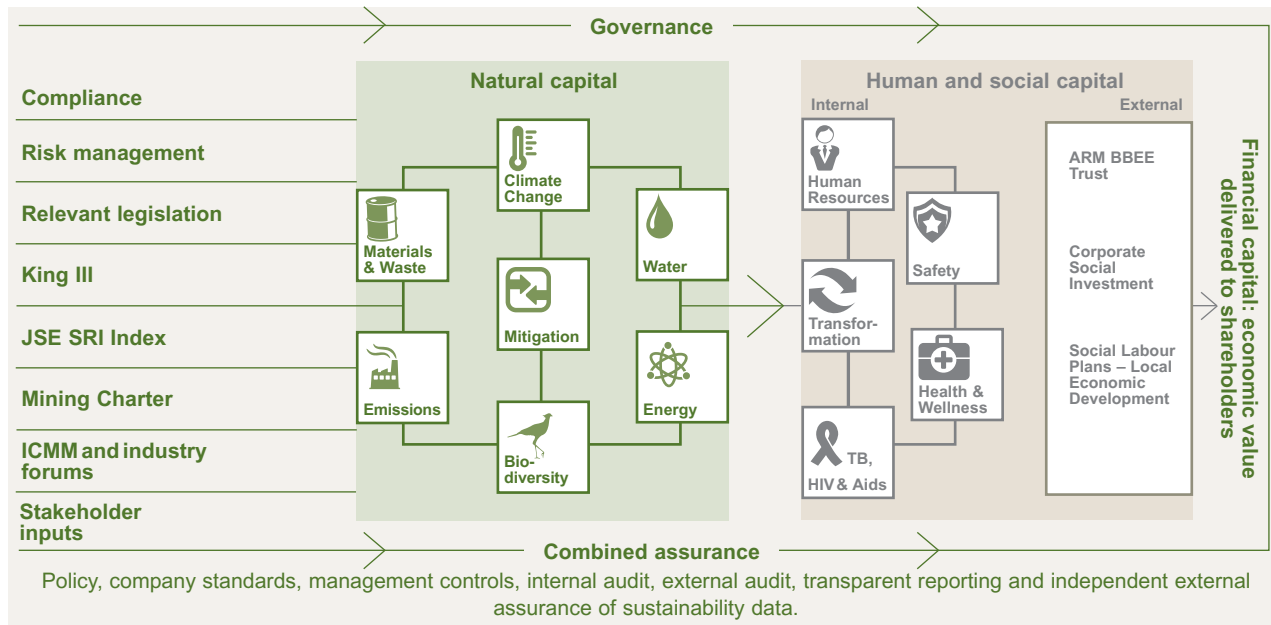 Governance
Compliance
Risk management
Relevant legislation
King III
JSE SRI Index
Mining Charter
ICMM and industry
forums
Stakeholder
inputs
Natural capital
Climate
Change
Materials
& Waste
Water
Mitigation
Emissions
Energy
Bio-
diversity
Human and social capital
Internal
External
Human
Resources
Safety
Transfor-
mation
Health &
Wellness
TB,
HIV & Aids
ARM BBEE
Trust
Corporate
Social
Investment
Social Labour
Plans – Local
Economic
Development
Financial capital: economic value
delivered to shareholders
Combined assurance
Policy, company standards, management controls, internal audit, external audit, transparent reporting and independent external
assurance of sustainability data.